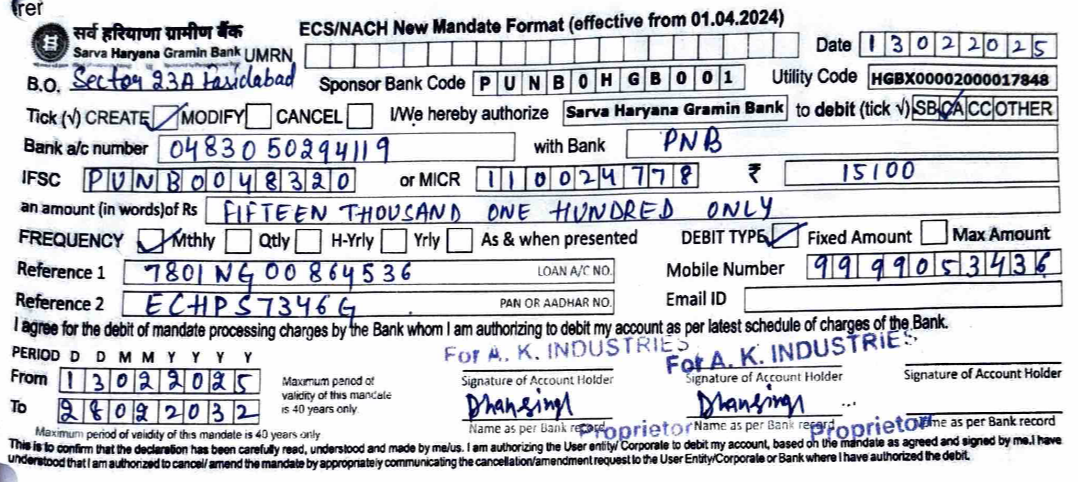 rer
ECS/NACH New Mandate Format (effective from 01.04.2024)
सर्व हरियाणा ग्रामीण बैंक
Sarva Haryana Gramin Bank UMRN
Date 13022025
B.O. Sector 23A Faridabad Sponsor Bank Code PUNB0HGB001 Utility Code HGBX00002000017848
Tick (√) CREATE MODIFY CANCEL I/We hereby authorize Sarva Haryana Gramin Bank to debit (tick √) SB CA CC OTHER
Bank a/c number 0483050294119 with Bank PNB
IFSC PUNB0048320 or MICR 110024778 ₹ 15100
an amount (in words)of Rs FIFTEEN THOUSAND ONE HUNDRED ONLY
FREQUENCY Mthly Qtly H-Yrly Yrly As & when presented DEBIT TYPE Fixed Amount Max Amount
Reference 1 7801NG00864536 LOAN A/C NO. Mobile Number 9999053436
Reference 2 ECHPS7346G PAN OR AADHAR NO. Email ID
I agree for the debit of mandate processing charges by the Bank whom I am authorizing to debit my account as per latest schedule of charges of the Bank.
PERIOD D D M M Y Y Y Y
For A. K. INDUSTRIES For A. K. INDUSTRIES
From 13022025 Maximum period of validity of this mandate is 40 years only Signature of Account Holder Signature of Account Holder Signature of Account Holder
To 28022032 Dhansingh Dhansingh
Maximum period of validity of this mandate is 40 years only Name as per Bank record Proprietor Name as per Bank record Proprietor Name as per Bank record
This is to confirm that the declaration has been carefully read, understood and made by me/us. I am authorizing the User entity/ Corporate to debit my account, based on the mandate as agreed and signed by me.I have
understood that I am authorized to cancel/ amend the mandate by appropriately communicating the cancellation/amendment request to the User Entity/Corporate or Bank where I have authorized the debit.